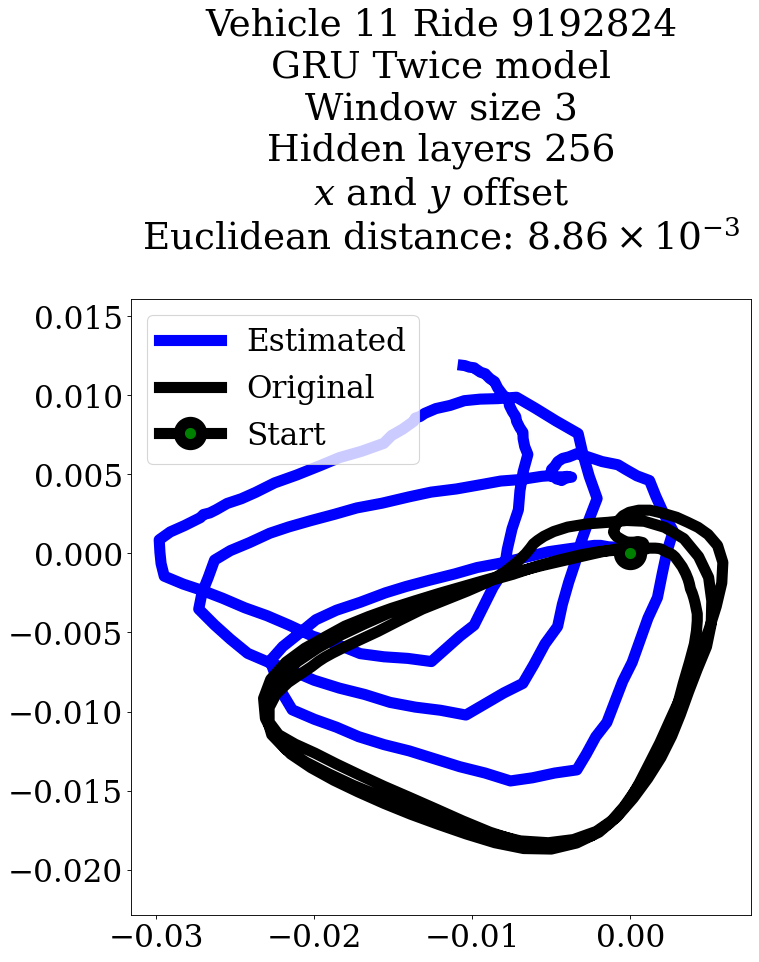 Vehicle 11 Ride 9192824
GRU Twice model
Window size 3
Hidden layers 256
x and y offset
Euclidean distance: 8.86 × 10⁻³
0.015
0.010
0.005
0.000
−0.005
−0.010
−0.015
−0.020
Estimated
Original
Start
−0.03 −0.02 −0.01 0.00